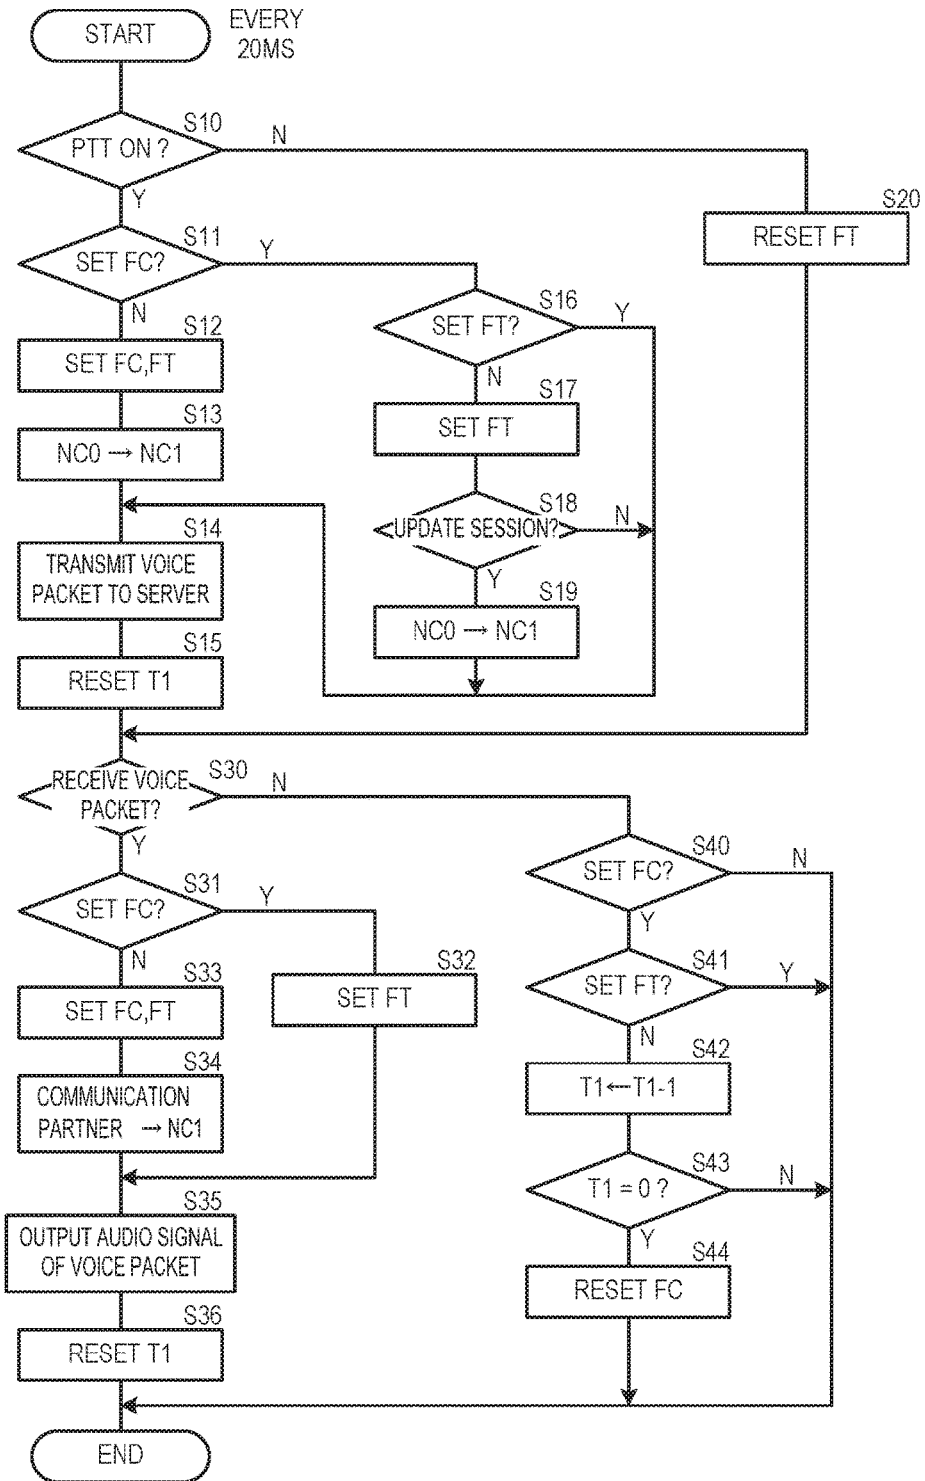 START
EVERY
20MS
S10
PTT ON ?
N
Y
S20
RESET FT
S11
SET FC?
Y
N
S16
SET FT?
Y
N
S12
SET FC,FT
S17
SET FT
S13
NC0 → NC1
S18
UPDATE SESSION?
N
Y
S14
TRANSMIT VOICE
PACKET TO SERVER
S19
NC0 → NC1
S15
RESET T1
S30
RECEIVE VOICE
PACKET?
N
Y
S40
SET FC?
N
Y
S31
SET FC?
Y
N
S32
SET FT
S41
SET FT?
Y
N
S33
SET FC,FT
S42
T1←T1-1
S34
COMMUNICATION
PARTNER → NC1
S43
T1 = 0 ?
N
Y
S35
OUTPUT AUDIO SIGNAL
OF VOICE PACKET
S44
RESET FC
S36
RESET T1
END